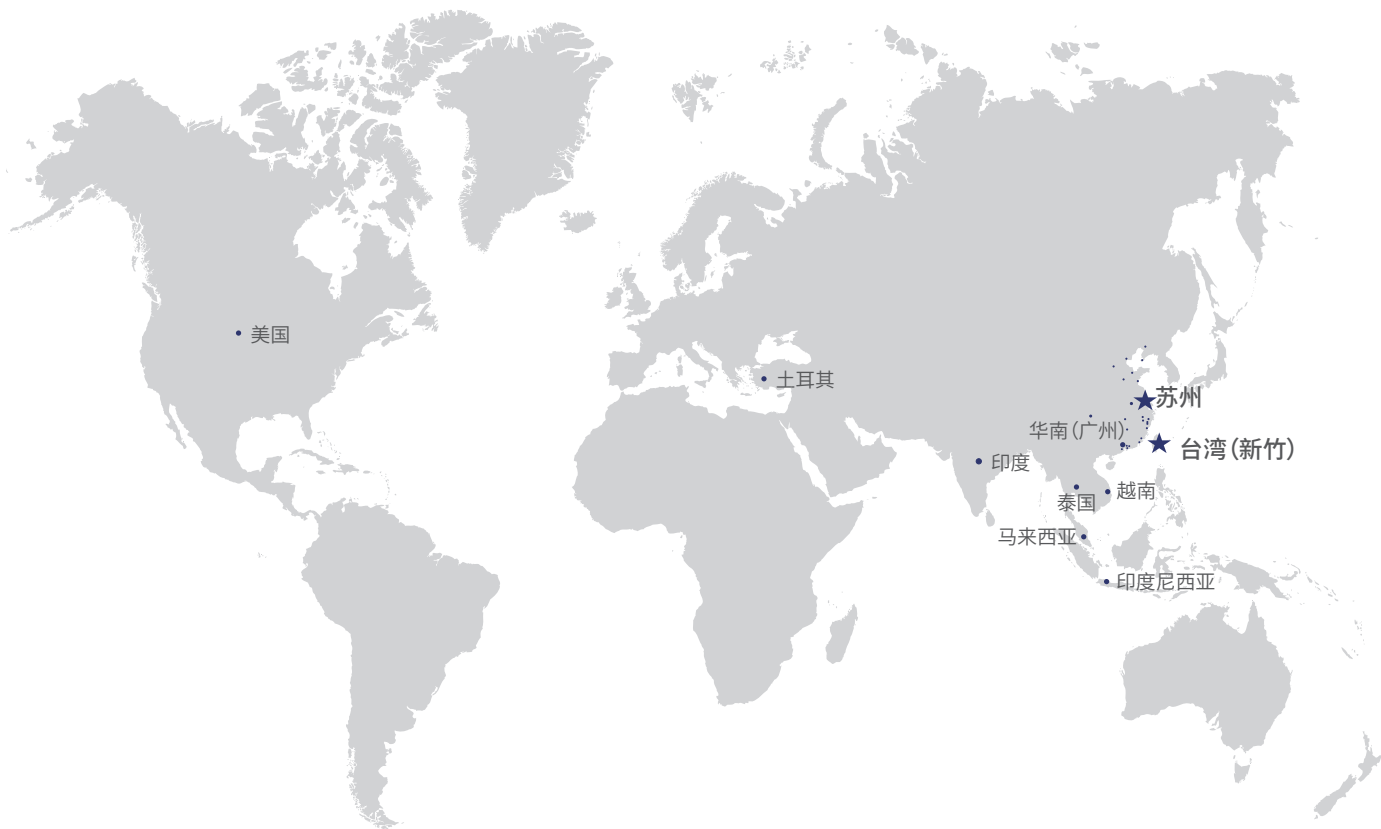 美国
土耳其
苏州
华南(广州)
台湾(新竹)
印度
越南
泰国
马来西亚
印度尼西亚